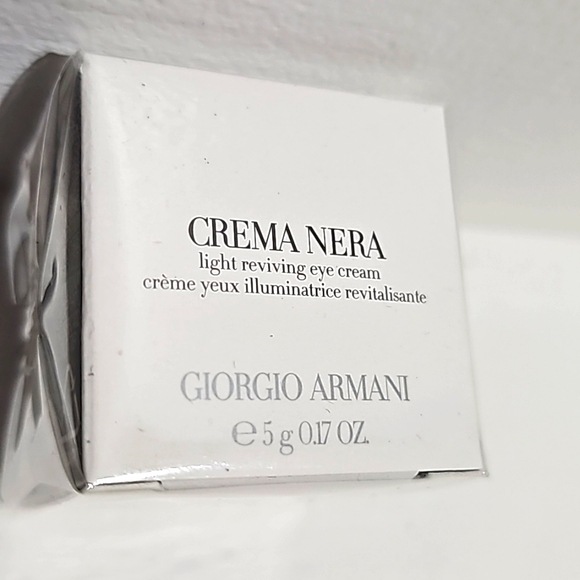 CREMA NERA
light reviving eye cream
crème yeux illuminatrice revitalisante
GIORGIO ARMANI
℮ 5 g 0.17 OZ.